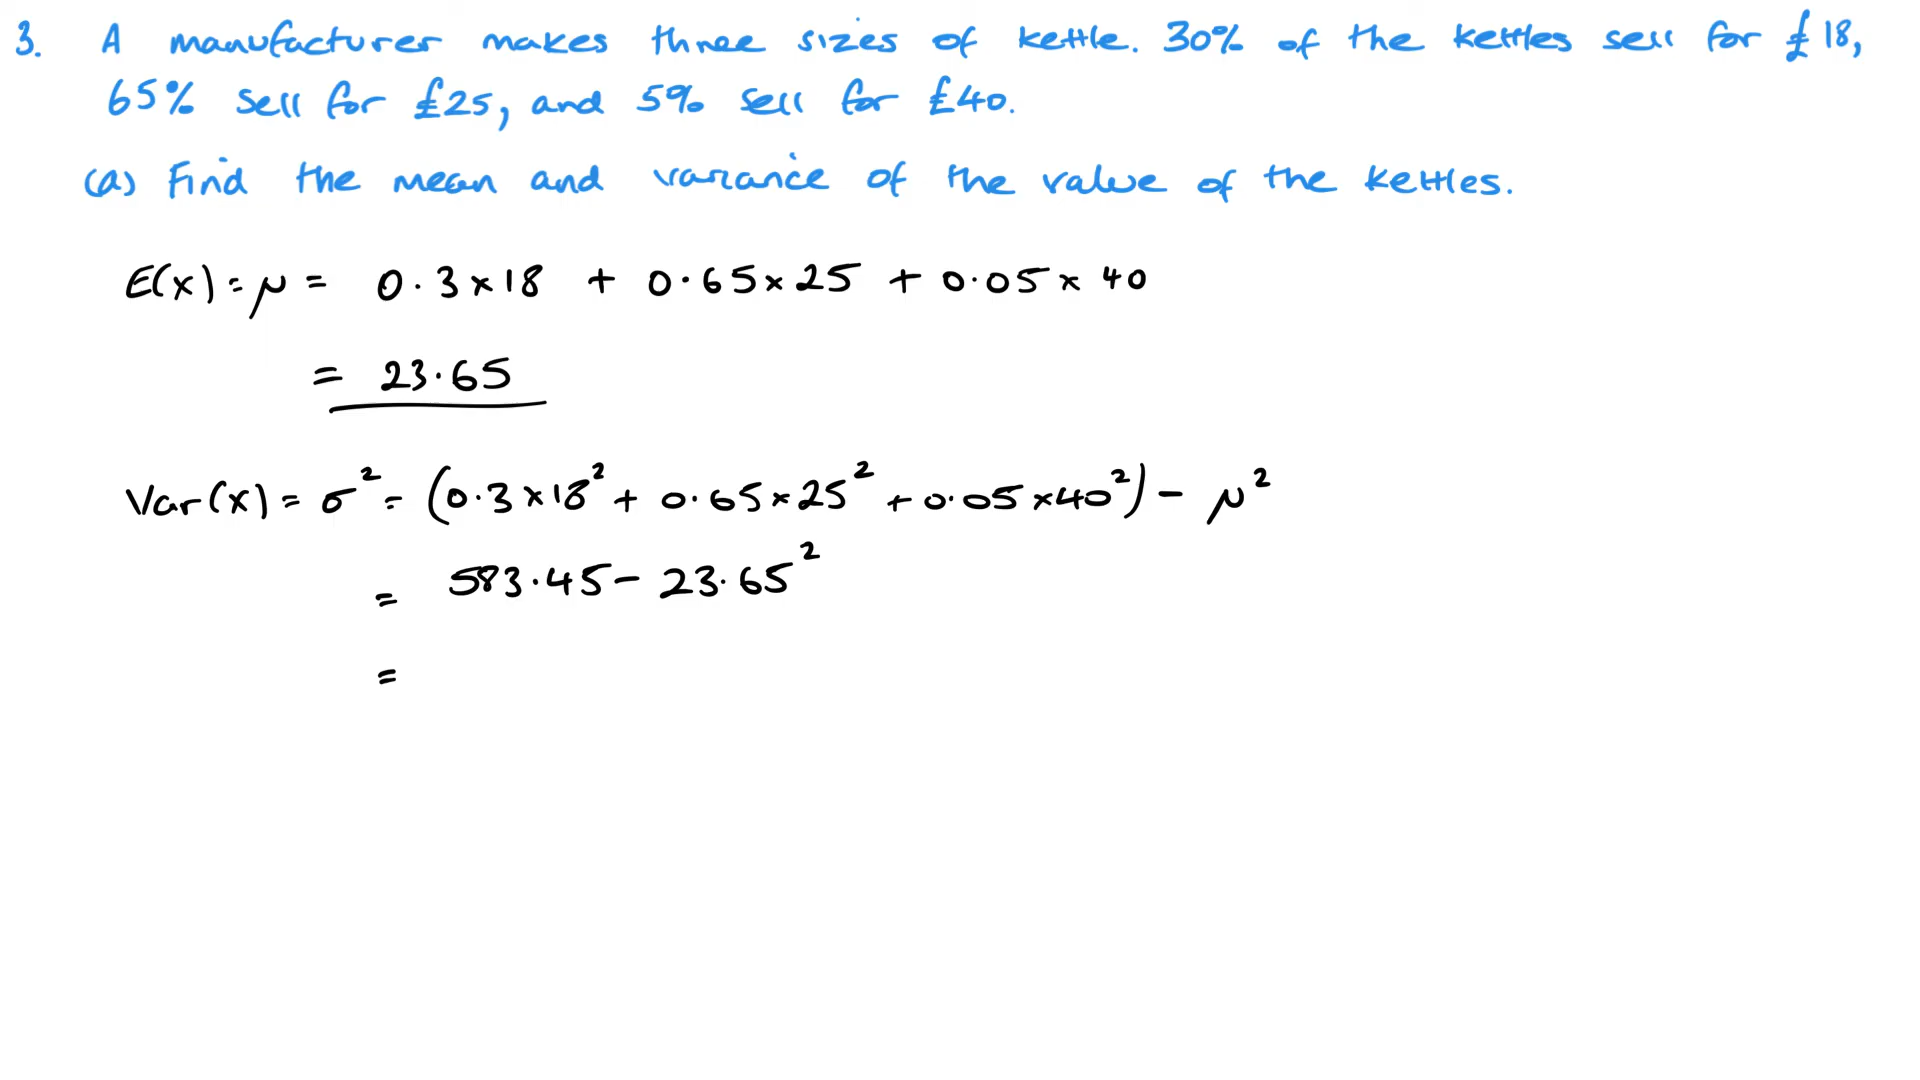 3. A manufacturer makes three sizes of kettle. 30% of the kettles sell for £18,
65% sell for £25, and 5% sell for £40.
(a) Find the mean and variance of the value of the kettles.
E(x) = μ = 0.3 × 18 + 0.65 × 25 + 0.05 × 40
= 23.65
Var(x) = σ² = (0.3 × 18² + 0.65 × 25² + 0.05 × 40²) − μ²
= 583.45 − 23.65²
=